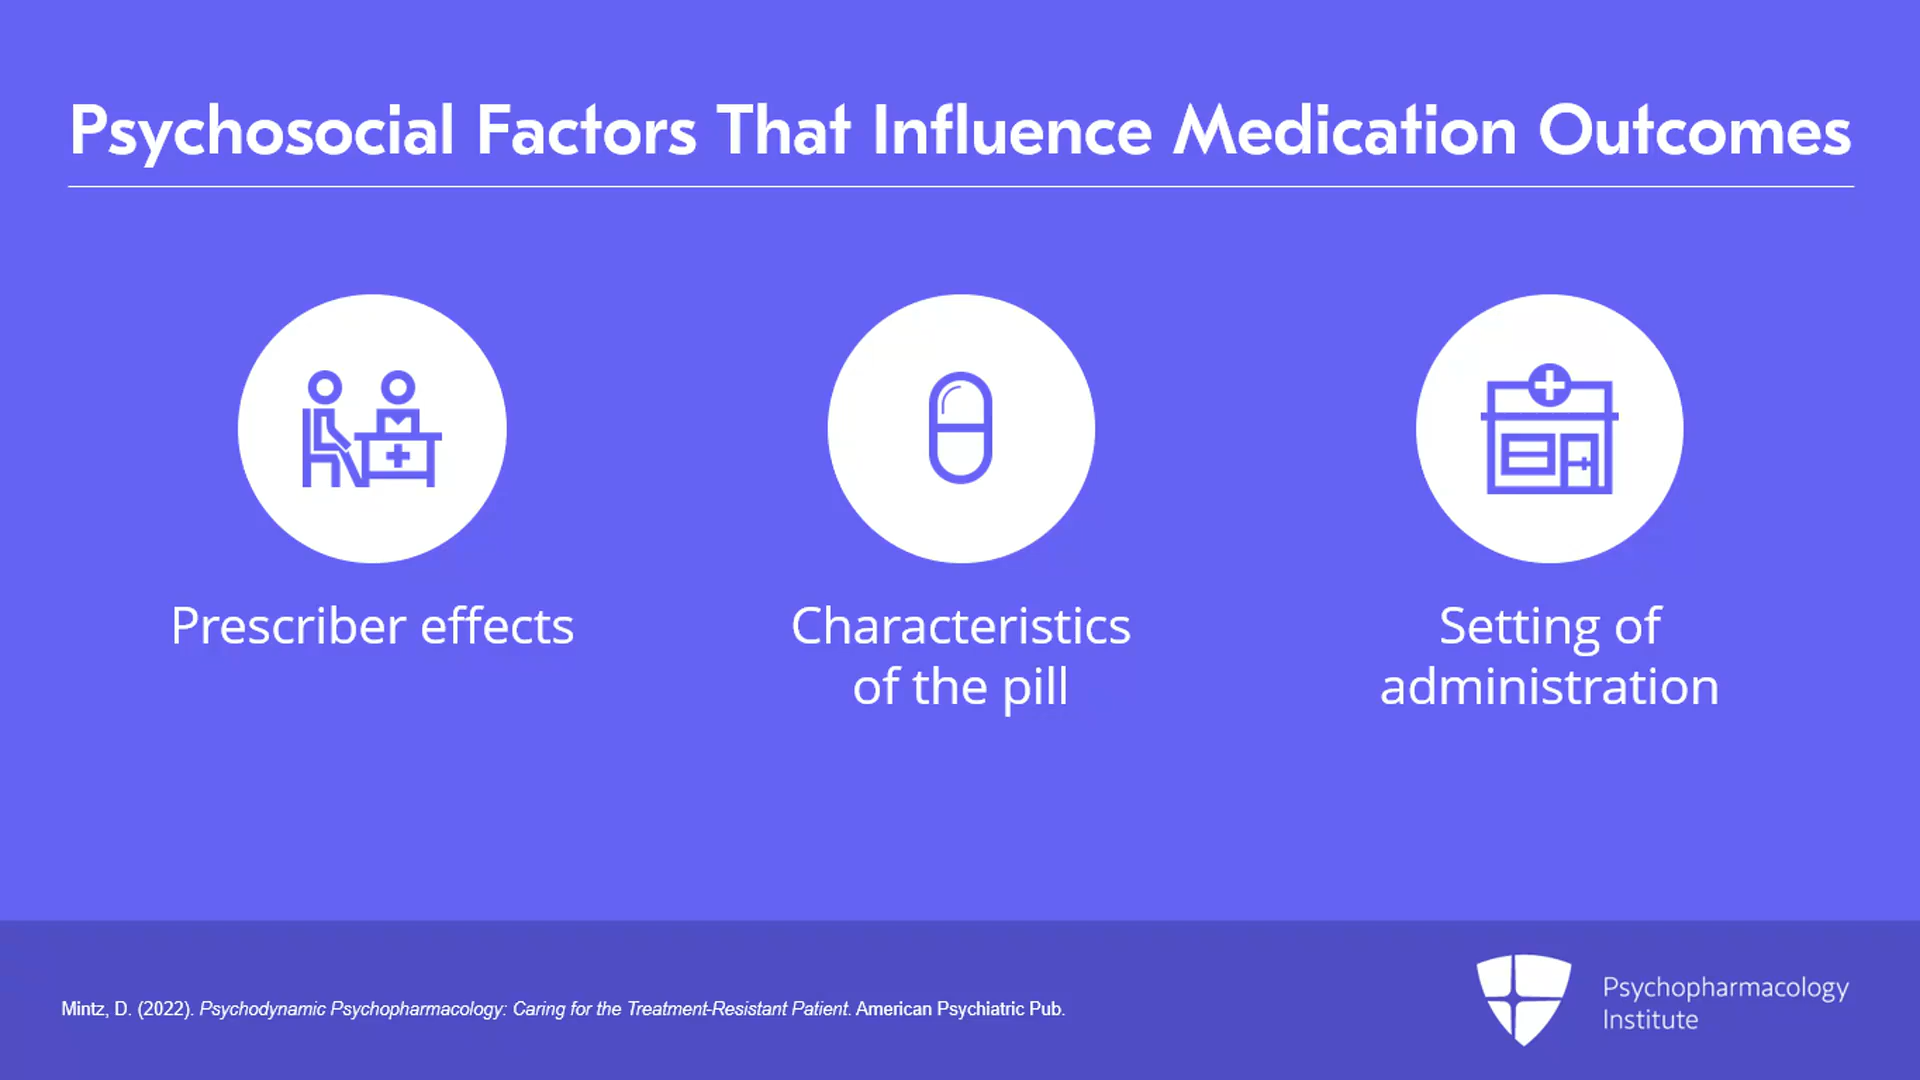 Psychosocial Factors That Influence Medication Outcomes
Prescriber effects
Characteristics
of the pill
Setting of
administration
Mintz, D. (2022). Psychodynamic Psychopharmacology: Caring for the Treatment-Resistant Patient. American Psychiatric Pub.
Psychopharmacology
Institute